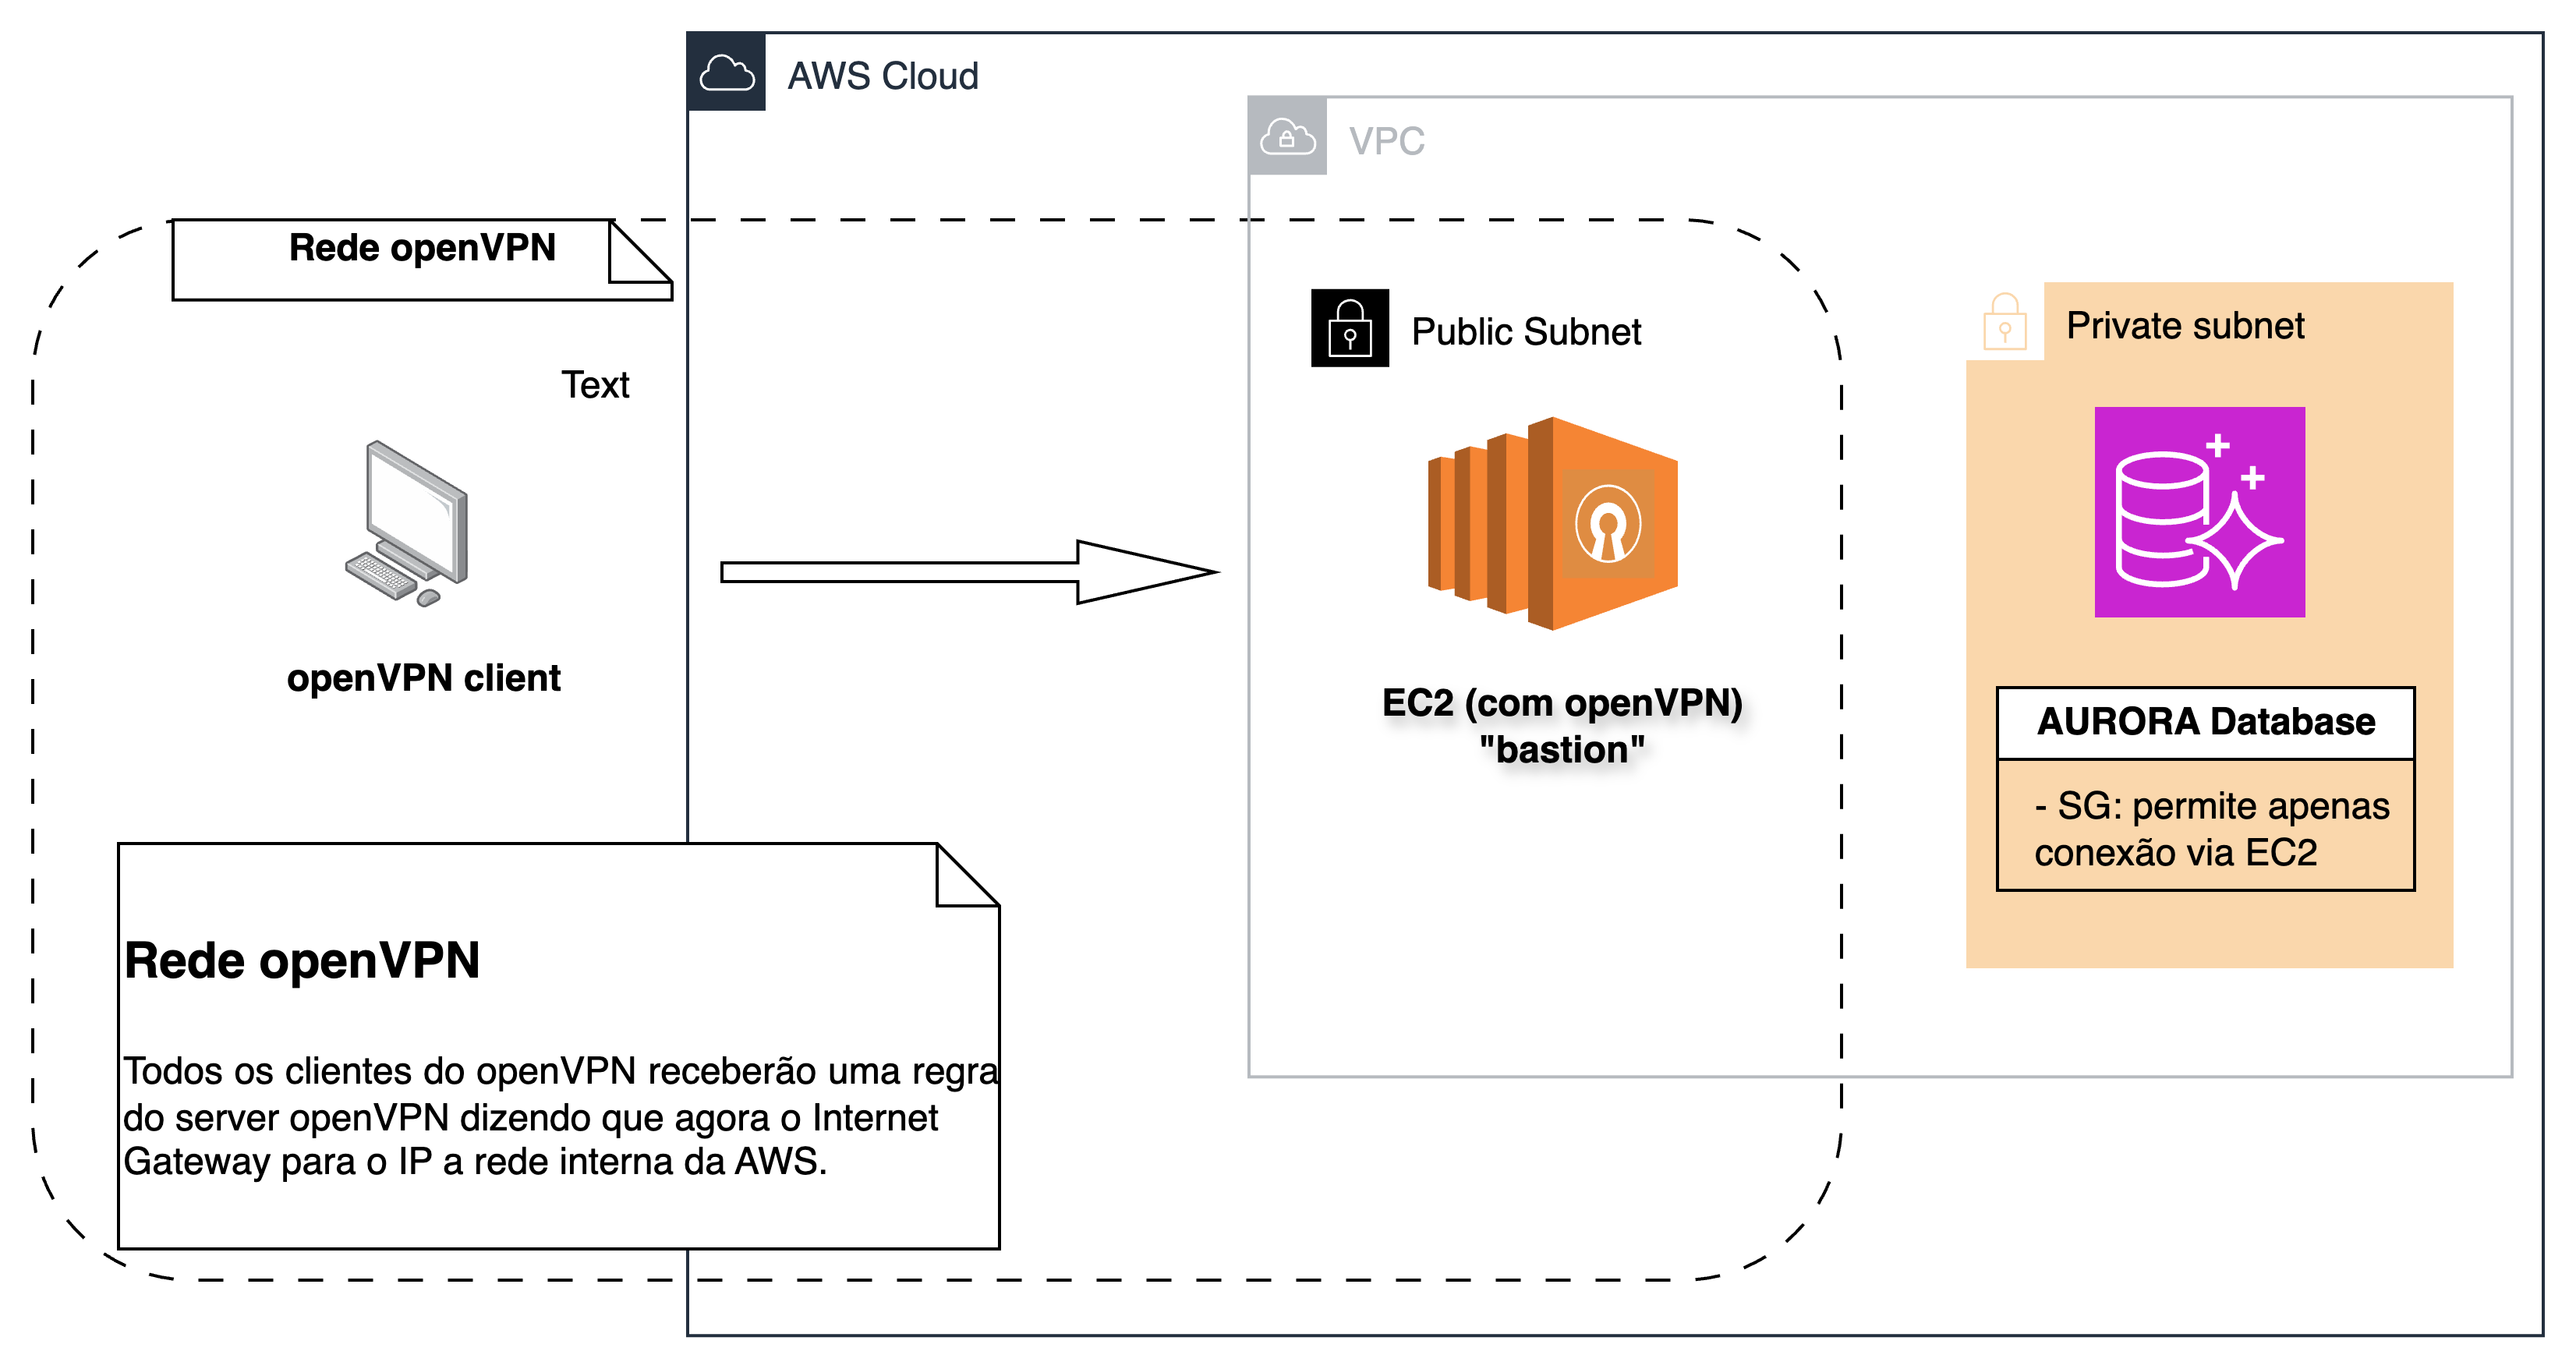 AWS Cloud
VPC
Rede openVPN
Public Subnet
Private subnet
Text
openVPN client
EC2 (com openVPN)
"bastion"
AURORA Database
- SG: permite apenas
conexão via EC2
Rede openVPN
Todos os clientes do openVPN receberão uma regra
do server openVPN dizendo que agora o Internet
Gateway para o IP a rede interna da AWS.